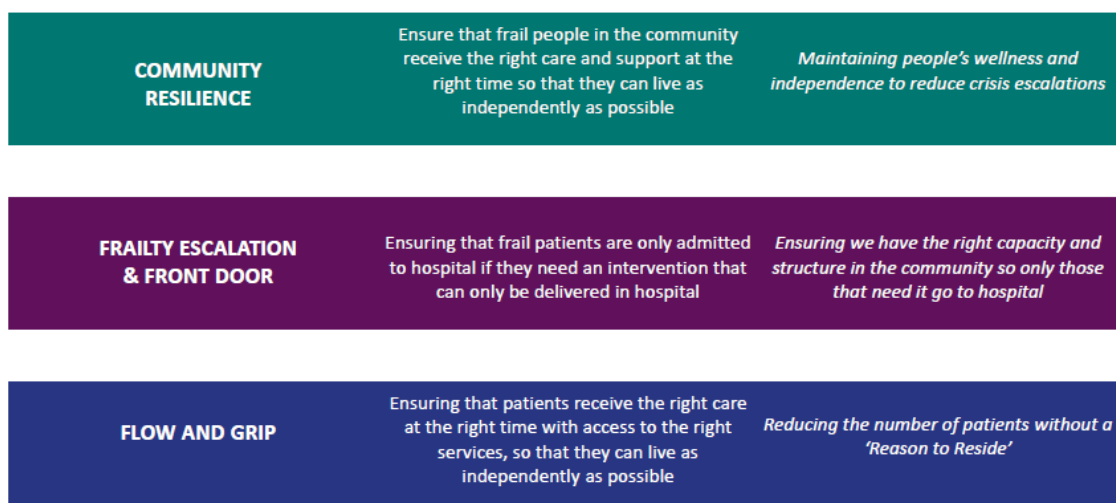 COMMUNITY
RESILIENCE
Ensure that frail people in the community
receive the right care and support at the
right time so that they can live as
independently as possible
Maintaining people's wellness and
independence to reduce crisis escalations
FRAILTY ESCALATION
& FRONT DOOR
Ensuring that frail patients are only admitted
to hospital if they need an intervention that
can only be delivered in hospital
Ensuring we have the right capacity and
structure in the community so only those
that need it go to hospital
FLOW AND GRIP
Ensuring that patients receive the right care
at the right time with access to the right
services, so that they can live as
independently as possible
Reducing the number of patients without a
‘Reason to Reside’